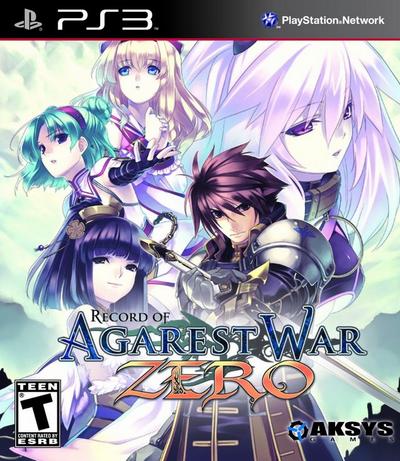 PS3
PlayStation Network
RECORD OF
AGAREST WAR
ZERO
TEEN
T
CONTENT RATED BY
ESRB
AKSYS
GAMES